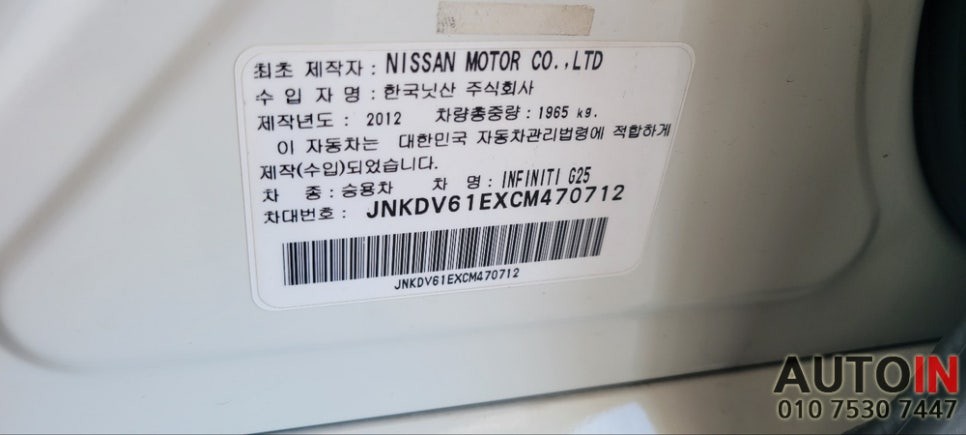 최초 제작자 : NISSAN MOTOR CO.,LTD
수 입 자 명 : 한국닛산 주식회사
제작년도 : 2012 차량총중량 : 1965 kg.
이 자동차는 대한민국 자동차관리법령에 적합하게
제작(수입)되었습니다.
차 종 : 승용차 차 명 : INFINITI G25
차대번호 : JNKDV61EXCM470712
JNKDV61EXCM470712
AUTOIN
010 7530 7447